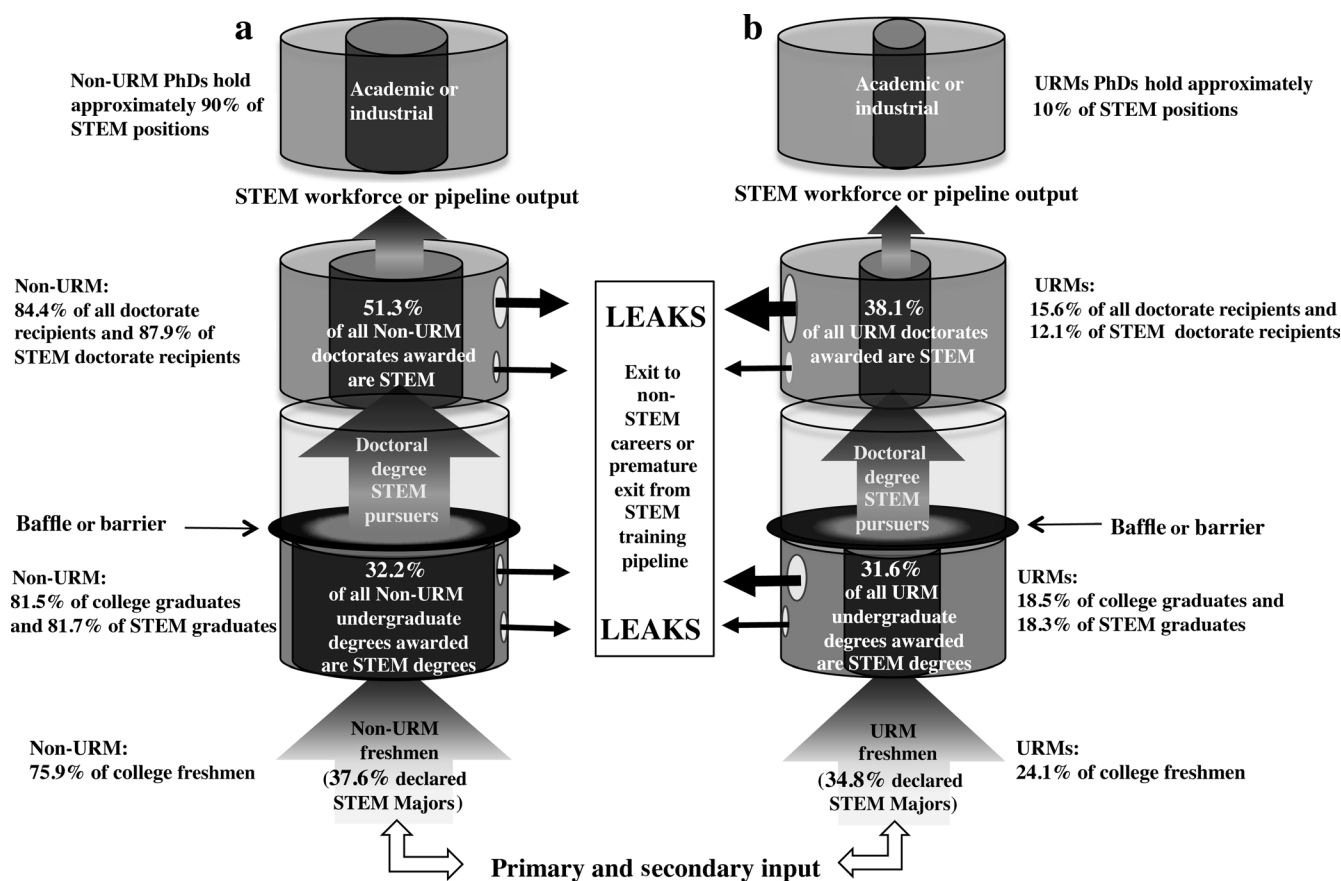 a
Non-URM PhDs hold
approximately 90% of
STEM positions
Academic or
industrial
STEM workforce or pipeline output
Non-URM:
84.4% of all doctorate
recipients and 87.9% of
STEM doctorate recipients
51.3%
of all Non-URM
doctorates awarded
are STEM
Doctoral
degree
STEM
pursuers
Baffle or barrier
Non-URM:
81.5% of college graduates
and 81.7% of STEM graduates
32.2%
of all Non-URM
undergraduate
degrees awarded
are STEM degrees
Non-URM:
75.9% of college freshmen
Non-URM
freshmen
(37.6% declared
STEM Majors)
LEAKS
Exit to
non-
STEM
careers or
premature
exit from
STEM
training
pipeline
LEAKS
b
Academic or
industrial
URMs PhDs hold approximately
10% of STEM positions
STEM workforce or pipeline output
38.1%
of all URM doctorates
awarded are STEM
URMs:
15.6% of all doctorate recipients and
12.1% of STEM doctorate recipients
Doctoral
degree
STEM
pursuers
Baffle or barrier
31.6%
of all URM
undergraduate
degrees awarded
are STEM degrees
URMs:
18.5% of college graduates and
18.3% of STEM graduates
URM
freshmen
(34.8% declared
STEM Majors)
URMs:
24.1% of college freshmen
Primary and secondary input